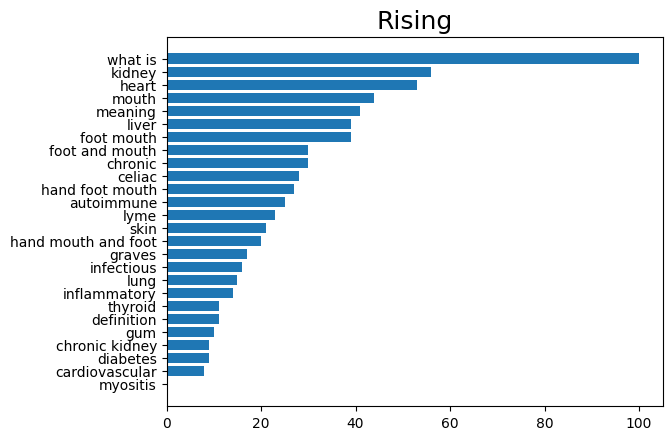 Rising
what is
kidney
heart
mouth
meaning
liver
foot mouth
foot and mouth
chronic
celiac
hand foot mouth
autoimmune
lyme
skin
hand mouth and foot
graves
infectious
lung
inflammatory
thyroid
definition
gum
chronic kidney
diabetes
cardiovascular
myositis
0 20 40 60 80 100